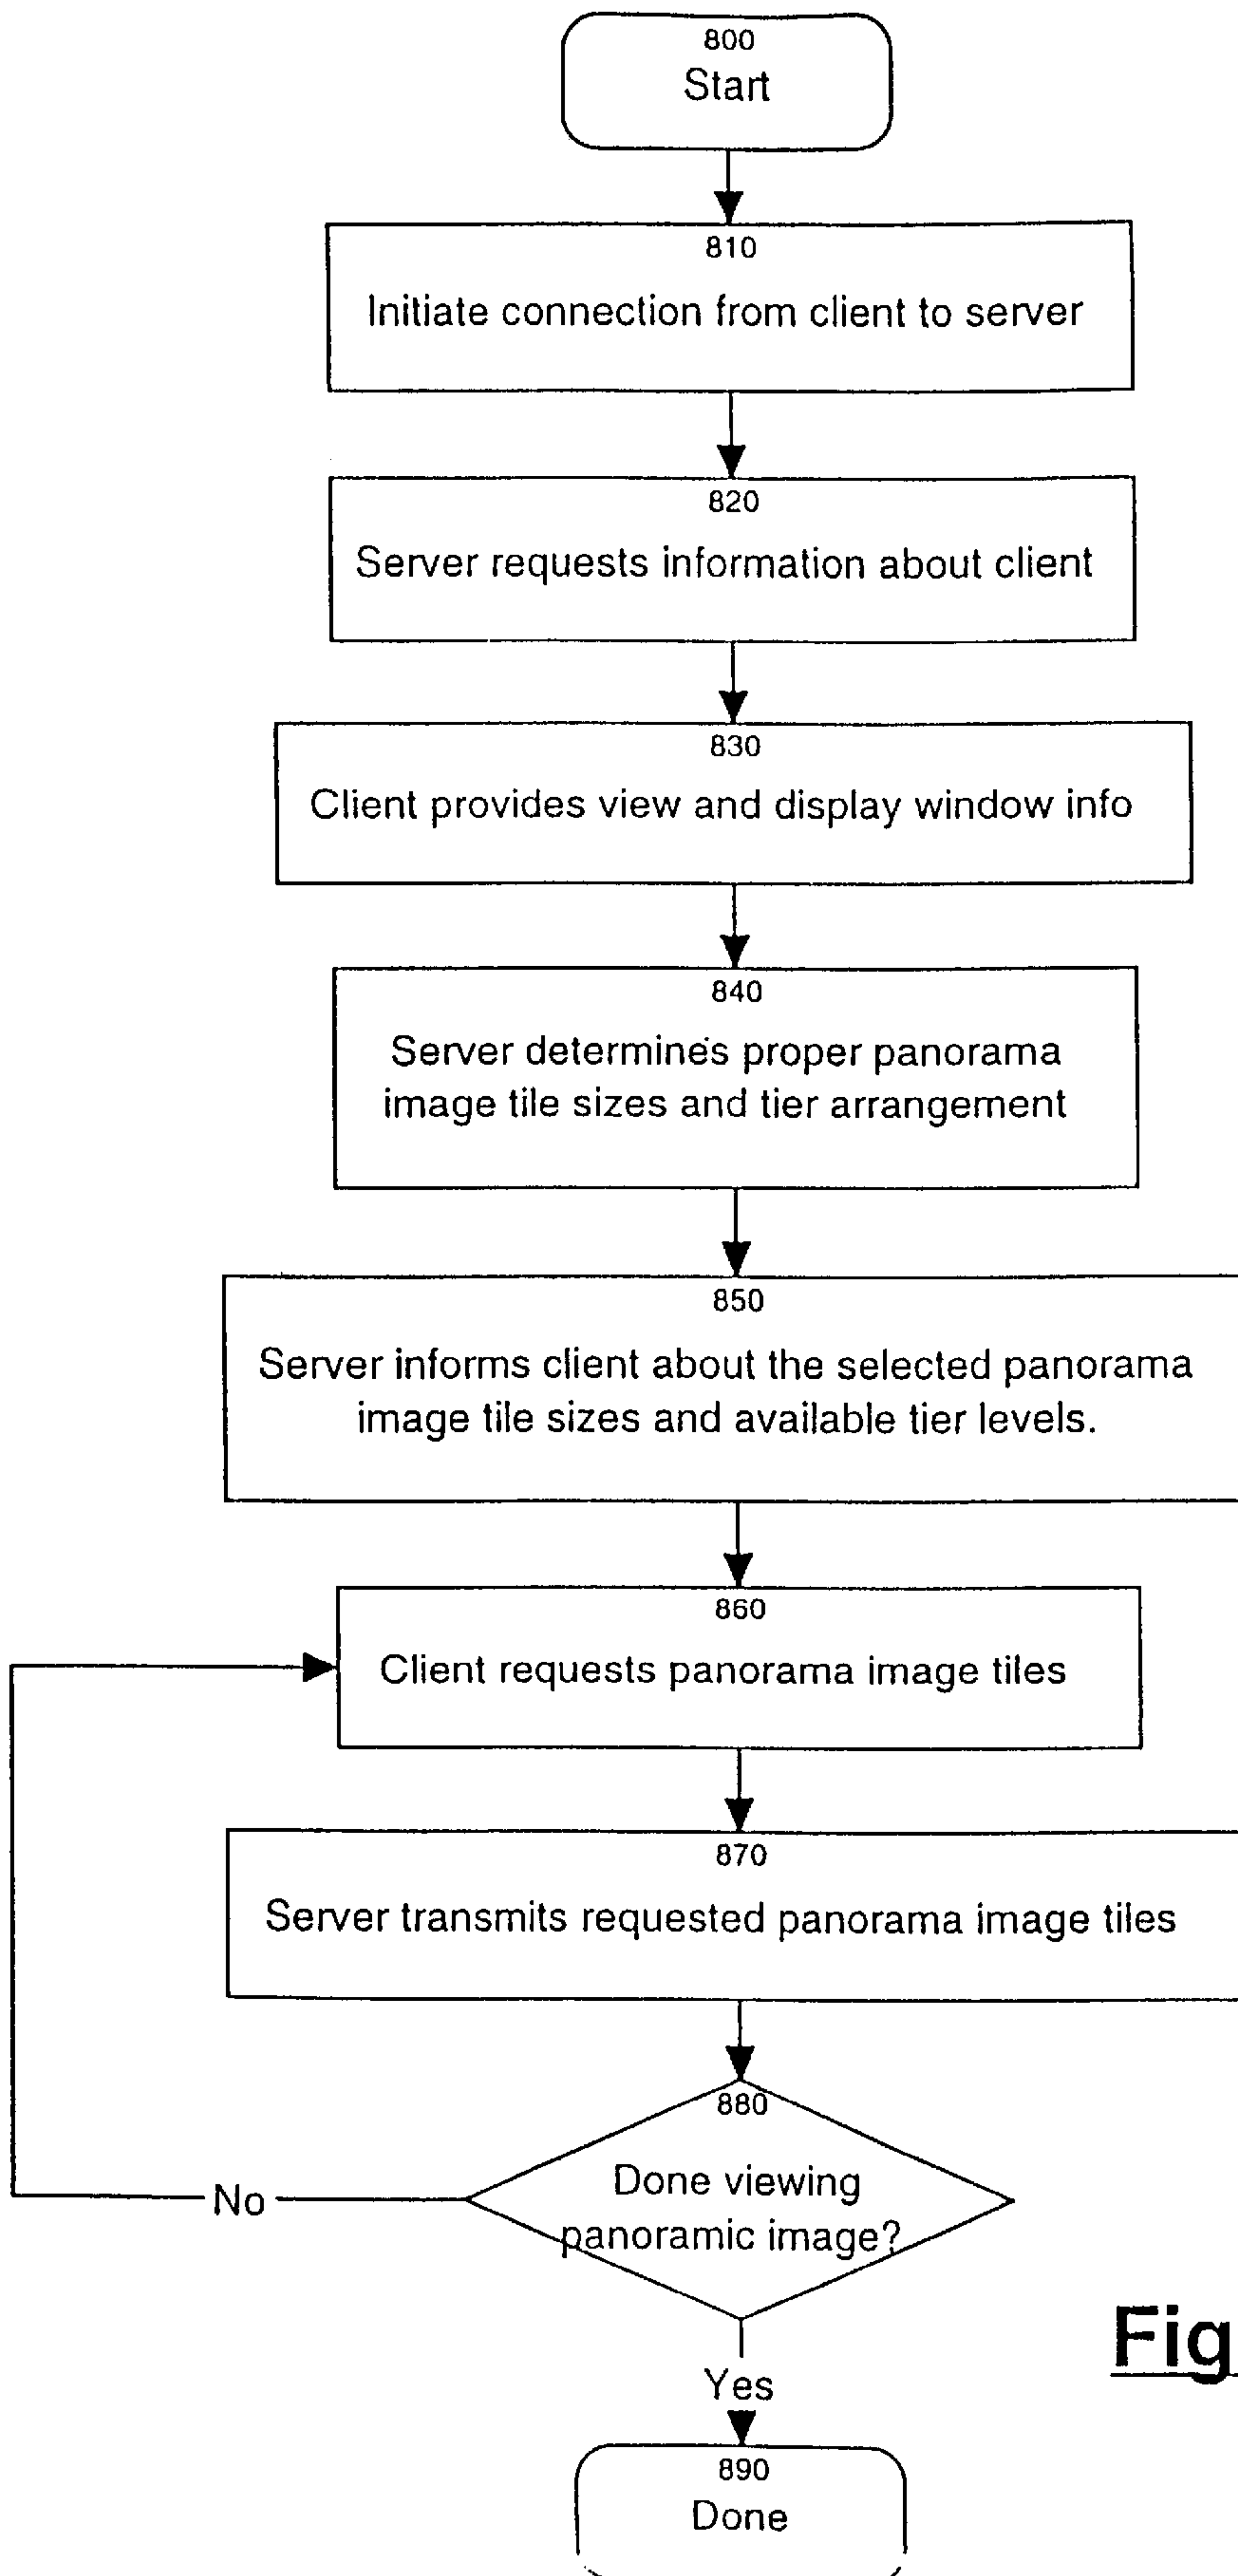 800
Start
810
Initiate connection from client to server
820
Server requests information about client
830
Client provides view and display window info
840
Server determines proper panorama
image tile sizes and tier arrangement
850
Server informs client about the selected panorama
image tile sizes and available tier levels.
860
Client requests panorama image tiles
870
Server transmits requested panorama image tiles
880
Done viewing
panoramic image?
No
Fig
Yes
890
Done